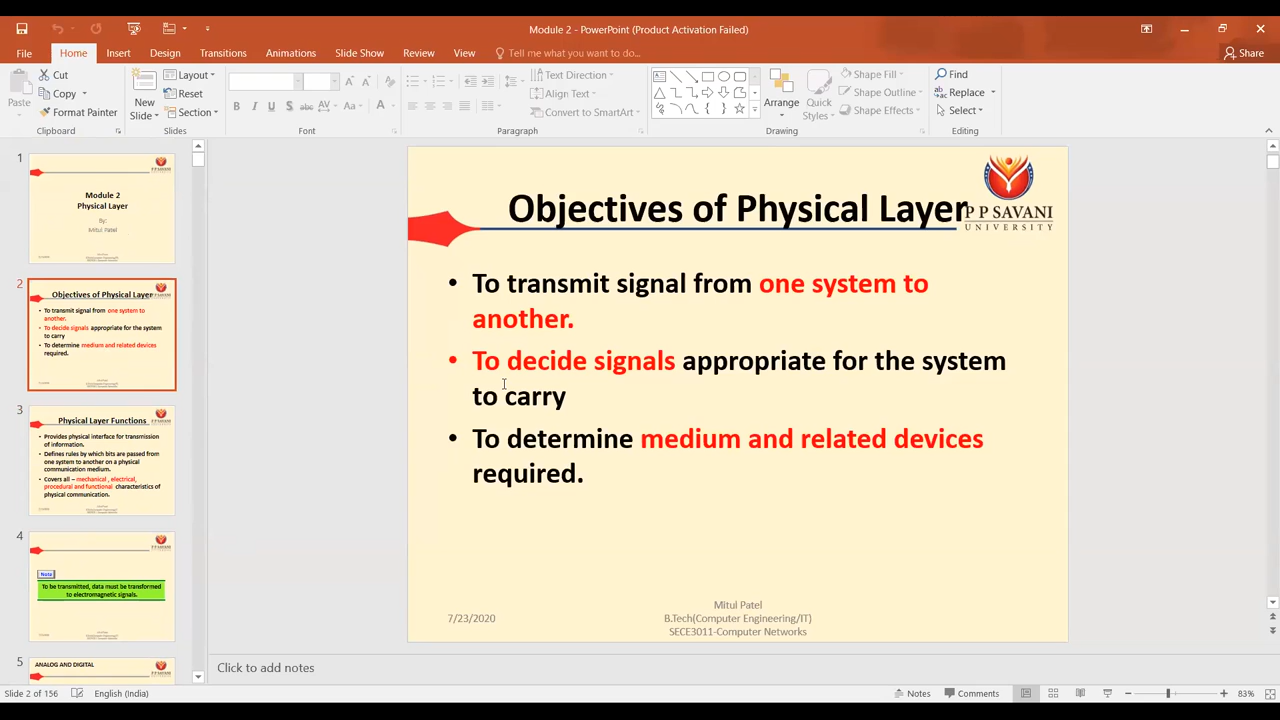 Module 2 - PowerPoint (Product Activation Failed)
File Home Insert Design Transitions Animations Slide Show Review View Tell me what you want to do... Share
Paste
Cut
Copy
Format Painter
Clipboard
New Slide
Layout
Reset
Section
Slides
Font
Text Direction
Align Text
Convert to SmartArt
Paragraph
Arrange
Quick Styles
Shape Fill
Shape Outline
Shape Effects
Drawing
Find
Replace
Select
Editing
1
Module 2
Physical Layer
By:
Mitul Patel
2
Objectives of Physical Layer
To transmit signal from one system to
another.
To decide signals appropriate for the system
to carry
To determine medium and related devices
required.
3
Physical Layer Functions
Provides physical interface for transmission
of information.
Defines rules by which bits are passed from
one system to another on a physical
communication medium.
Covers all – mechanical , electrical,
procedural and functional characteristics of
physical communication.
4
Note
To be transmitted, data must be transformed
to electromagnetic signals.
5
ANALOG AND DIGITAL
Objectives of Physical Layer
P P SAVANI
UNIVERSITY
• To transmit signal from one system to
another.
• To decide signals appropriate for the system
to carry
• To determine medium and related devices
required.
7/23/2020
Mitul Patel
B.Tech(Computer Engineering/IT)
SECE3011-Computer Networks
Click to add notes
Slide 2 of 156 English (India) Notes Comments 83%